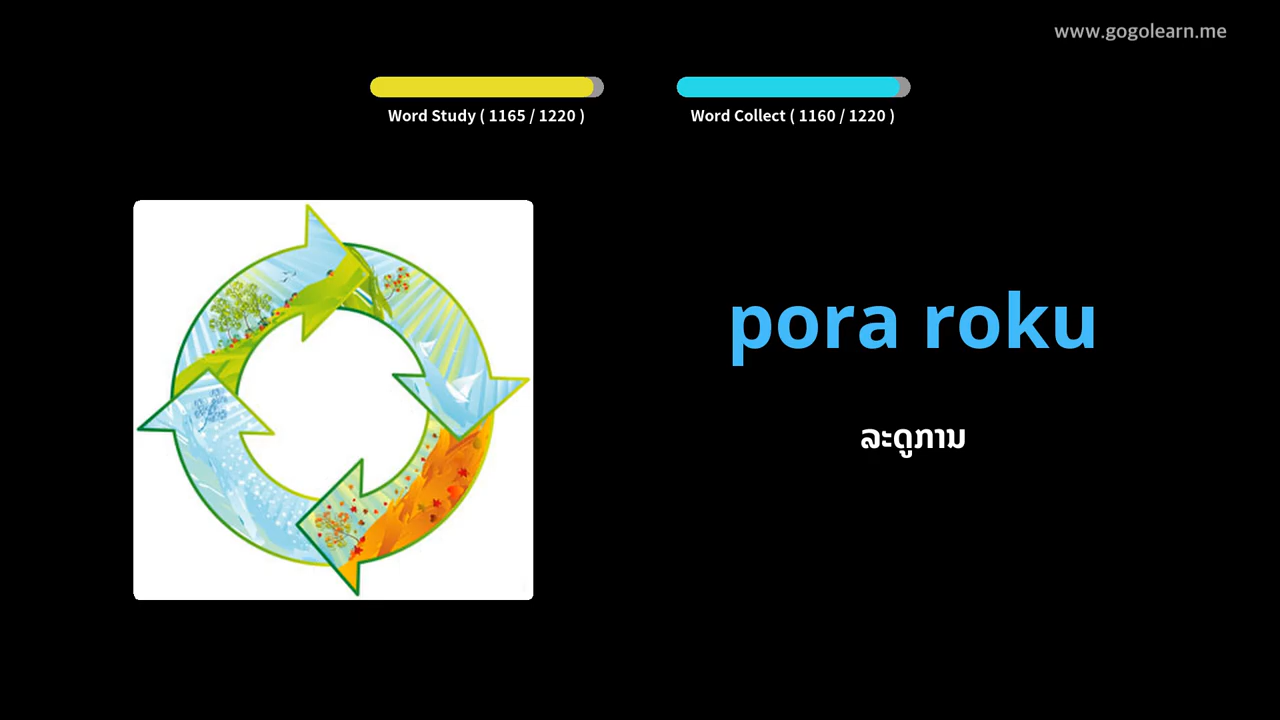 www.gogolearn.me
Word Study ( 1165 / 1220 )
Word Collect ( 1160 / 1220 )
pora roku
ລະດູການ